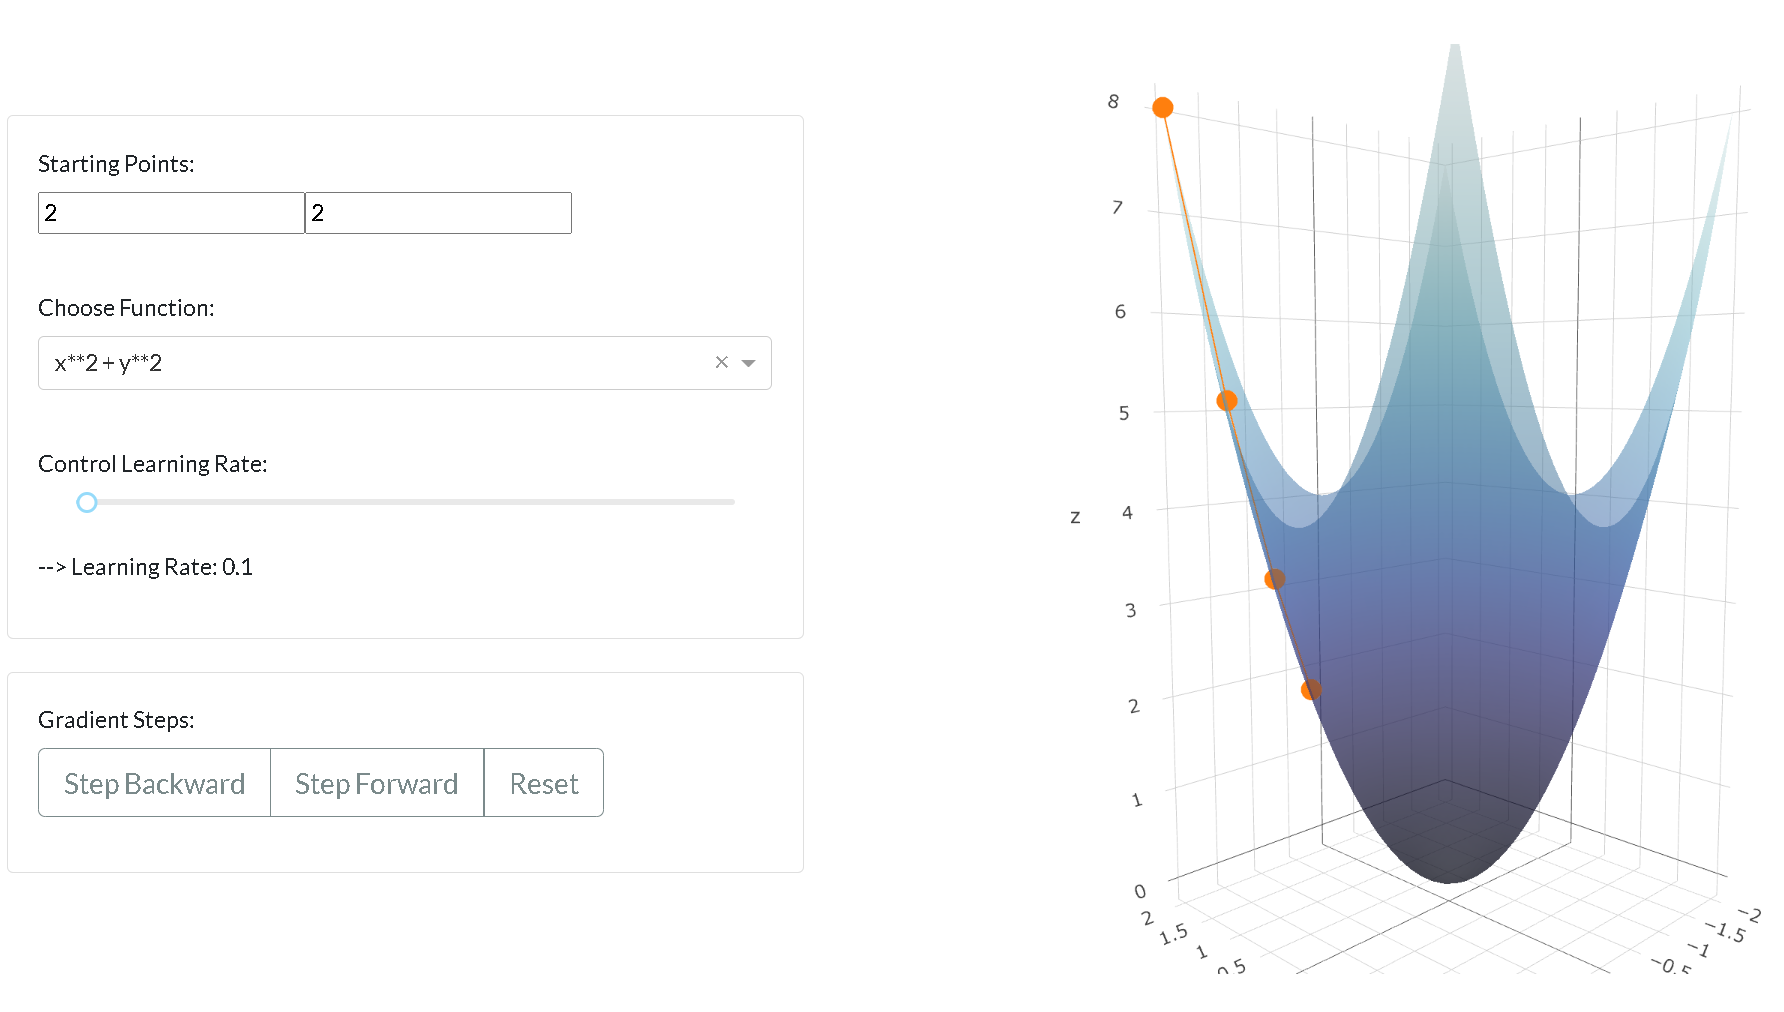 Starting Points:
2 2
Choose Function:
x**2 + y**2
Control Learning Rate:
--> Learning Rate: 0.1
Gradient Steps:
Step Backward Step Forward Reset
8
7
6
5
z 4
3
2
1
0
2 1.5 1 0.5
−2 −1.5 −1 −0.5